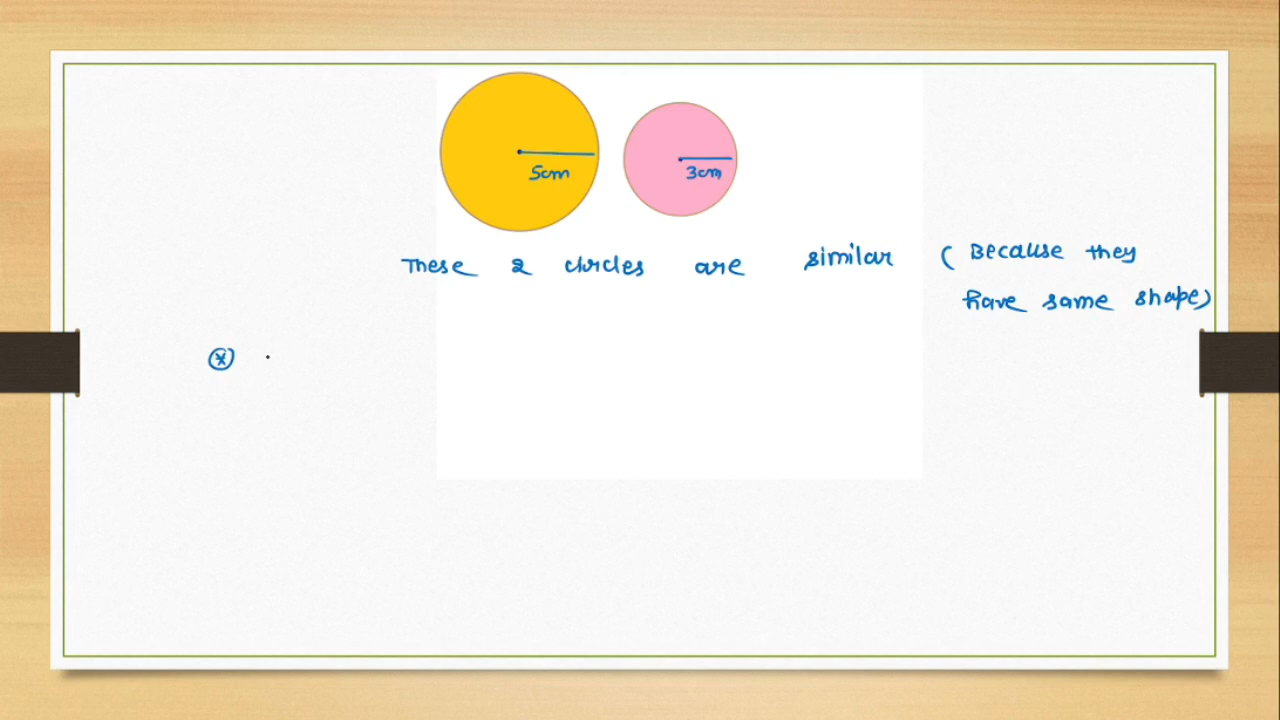 5cm 3cm
These 2 circles are similar ( Because they
have same shape)